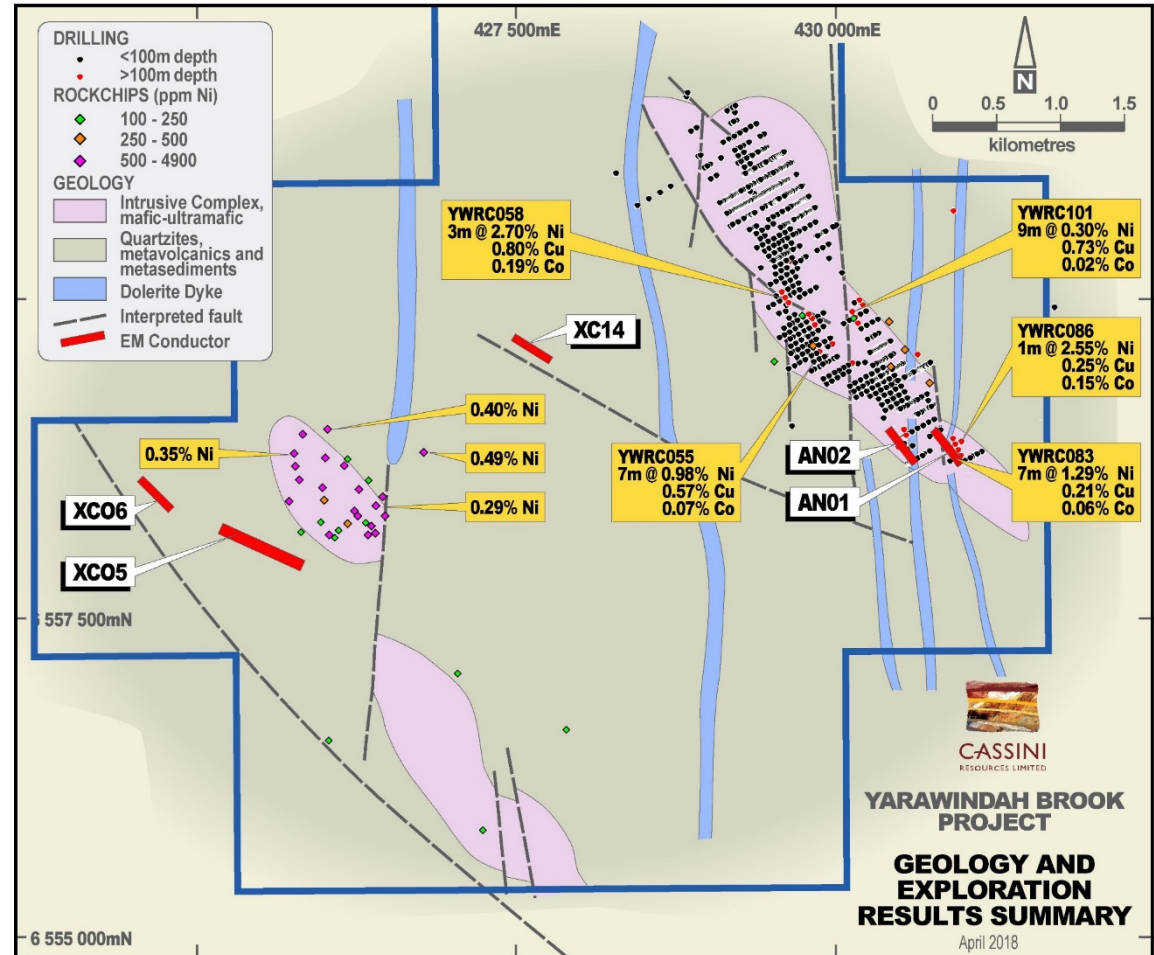 427 500mE
430 000mE
DRILLING
<100m depth
>100m depth
ROCKCHIPS (ppm Ni)
100 - 250
250 - 500
500 - 4900
GEOLOGY
Intrusive Complex,
mafic-ultramafic
Quartzites,
metavolcanics and
metasediments
Dolerite Dyke
Interpreted fault
EM Conductor
N
0 0.5 1.0 1.5
kilometres
YWRC058
3m @ 2.70% Ni
0.80% Cu
0.19% Co
YWRC101
9m @ 0.30% Ni
0.73% Cu
0.02% Co
XC14
YWRC086
1m @ 2.55% Ni
0.25% Cu
0.15% Co
0.40% Ni
0.35% Ni
0.49% Ni
0.29% Ni
YWRC055
7m @ 0.98% Ni
0.57% Cu
0.07% Co
AN02
AN01
YWRC083
7m @ 1.29% Ni
0.21% Cu
0.06% Co
XC06
XC05
6 557 500mN
CASSINI
RESOURCES LIMITED
YARAWINDAH BROOK
PROJECT
GEOLOGY AND
EXPLORATION
RESULTS SUMMARY
April 2018
6 555 000mN